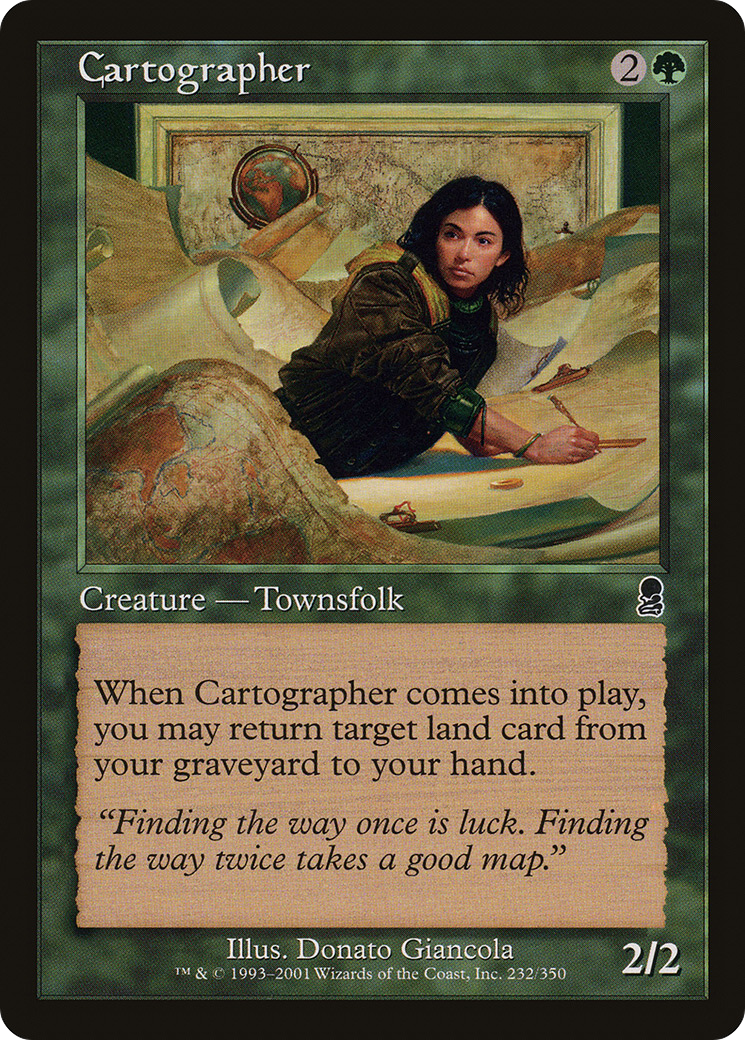 Cartographer 2
Creature — Townsfolk
When Cartographer comes into play,
you may return target land card from
your graveyard to your hand.
“Finding the way once is luck. Finding
the way twice takes a good map.”
Illus. Donato Giancola
™ & © 1993–2001 Wizards of the Coast, Inc. 232/350
2/2